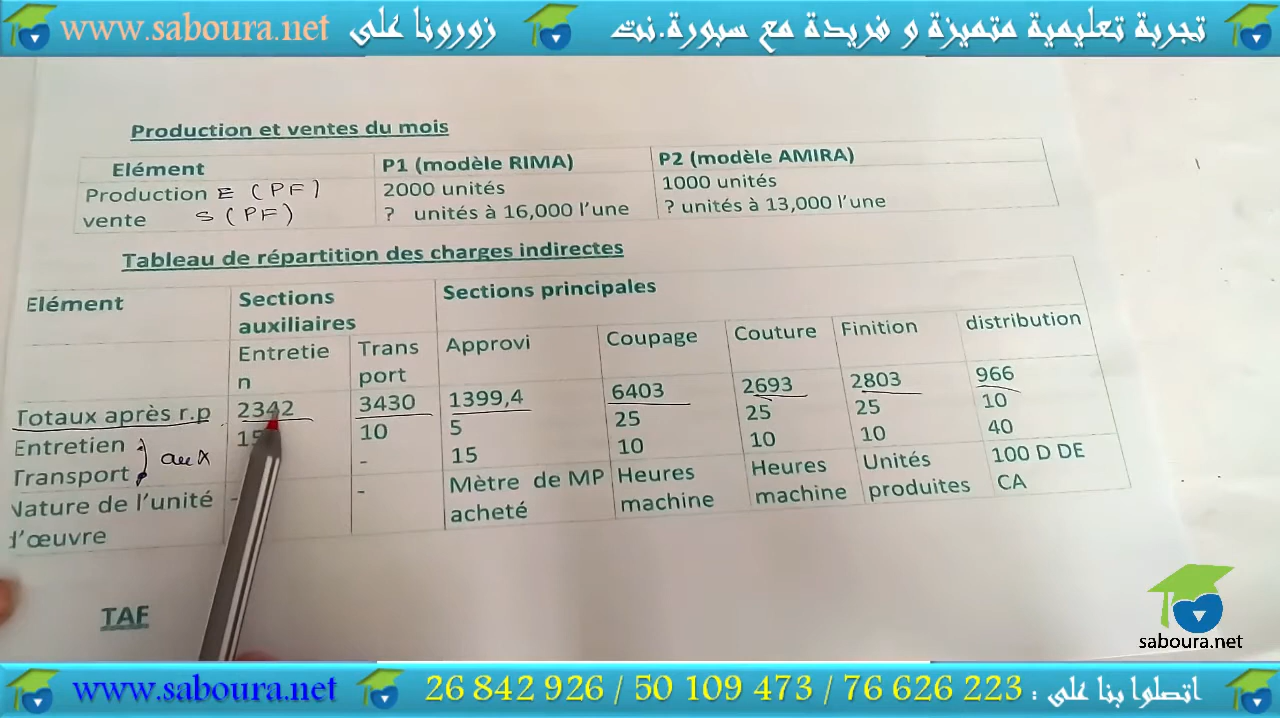 www.saboura.net تجربة تعليمية متميزة و فريدة مع سبورة.نت زورونا على
Production et ventes du mois
Elément P1 (modèle RIMA) P2 (modèle AMIRA)
Production E (PF) 2000 unités 1000 unités
vente S (PF) ? unités à 16,000 l'une ? unités à 13,000 l'une
Tableau de répartition des charges indirectes
Elément Sections auxiliaires Sections principales
Entretien Transport Approvi Coupage Couture Finition distribution
Totaux après r.p 2342 3430 1399,4 6403 2693 2803 966
Entretien 10 5 25 25 25 10
Transport - 15 10 10 10 40
aux
Nature de l'unité d'œuvre - - Mètre de MP acheté Heures machine Heures machine Unités produites 100 D DE CA
TAF
saboura.net
www.saboura.net 26 842 926 / 50 109 473 / 76 626 223 : اتصلوا بنا على